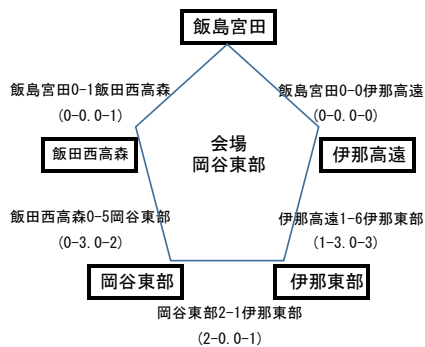 飯島宮田
飯島宮田0-1飯田西高森
(0-0.0-1)
飯島宮田0-0伊那高遠
(0-0.0-0)
飯田西高森
会場
岡谷東部
伊那高遠
飯田西高森0-5岡谷東部
(0-3.0-2)
伊那高遠1-6伊那東部
(1-3.0-3)
岡谷東部
伊那東部
岡谷東部2-1伊那東部
(2-0.0-1)